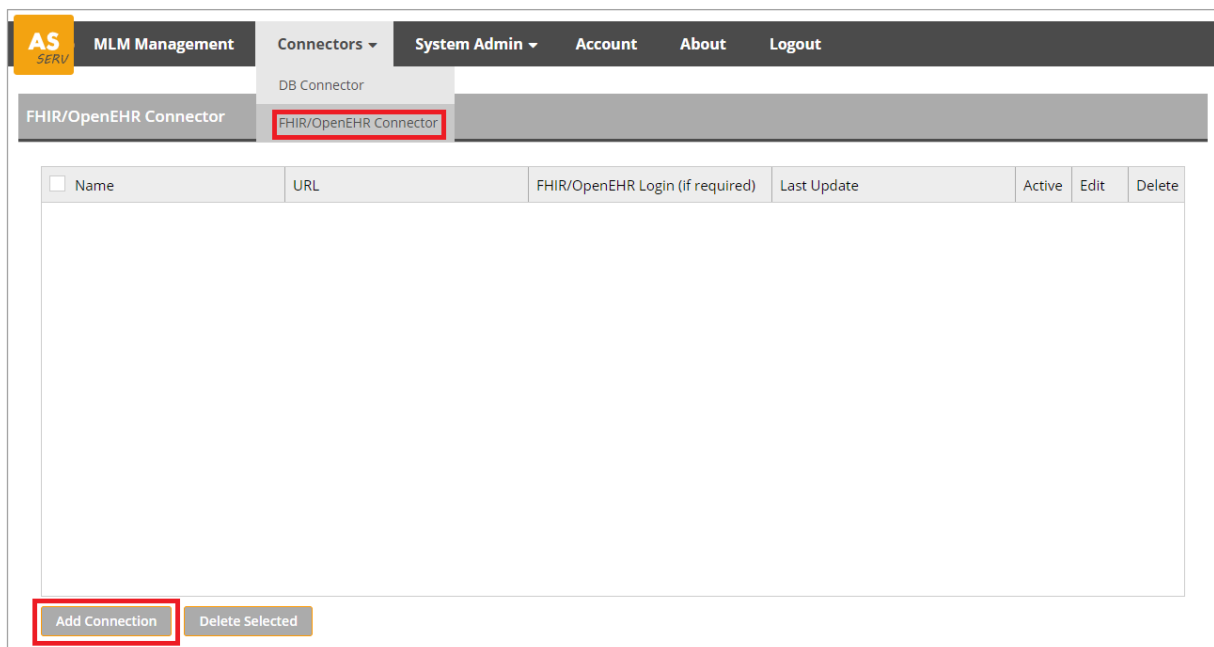 AS
SERV
MLM Management
Connectors
System Admin
Account
About
Logout
DB Connector
FHIR/OpenEHR Connector
FHIR/OpenEHR Connector
Name
URL
FHIR/OpenEHR Login (if required)
Last Update
Active
Edit
Delete
Add Connection
Delete Selected